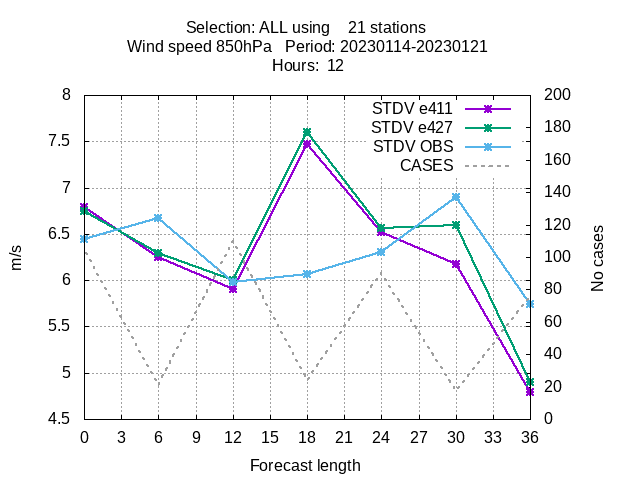 Selection: ALL using    21 stations
Wind speed 850hPa   Period: 20230114-20230121
Hours:  12
STDV e411
STDV e427
STDV OBS
CASES
8
7.5
7
6.5
6
5.5
5
4.5
m/s
200
180
160
140
120
100
80
60
40
20
0
No cases
0 3 6 9 12 15 18 21 24 27 30 33 36
Forecast length